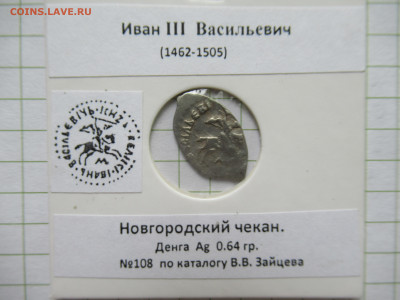 COINS.LAVE.RU
Иван III Васильевич
(1462-1505)
Новгородский чекан.
Денга Ag 0.64 гр.
№108 по каталогу В.В. Зайцева